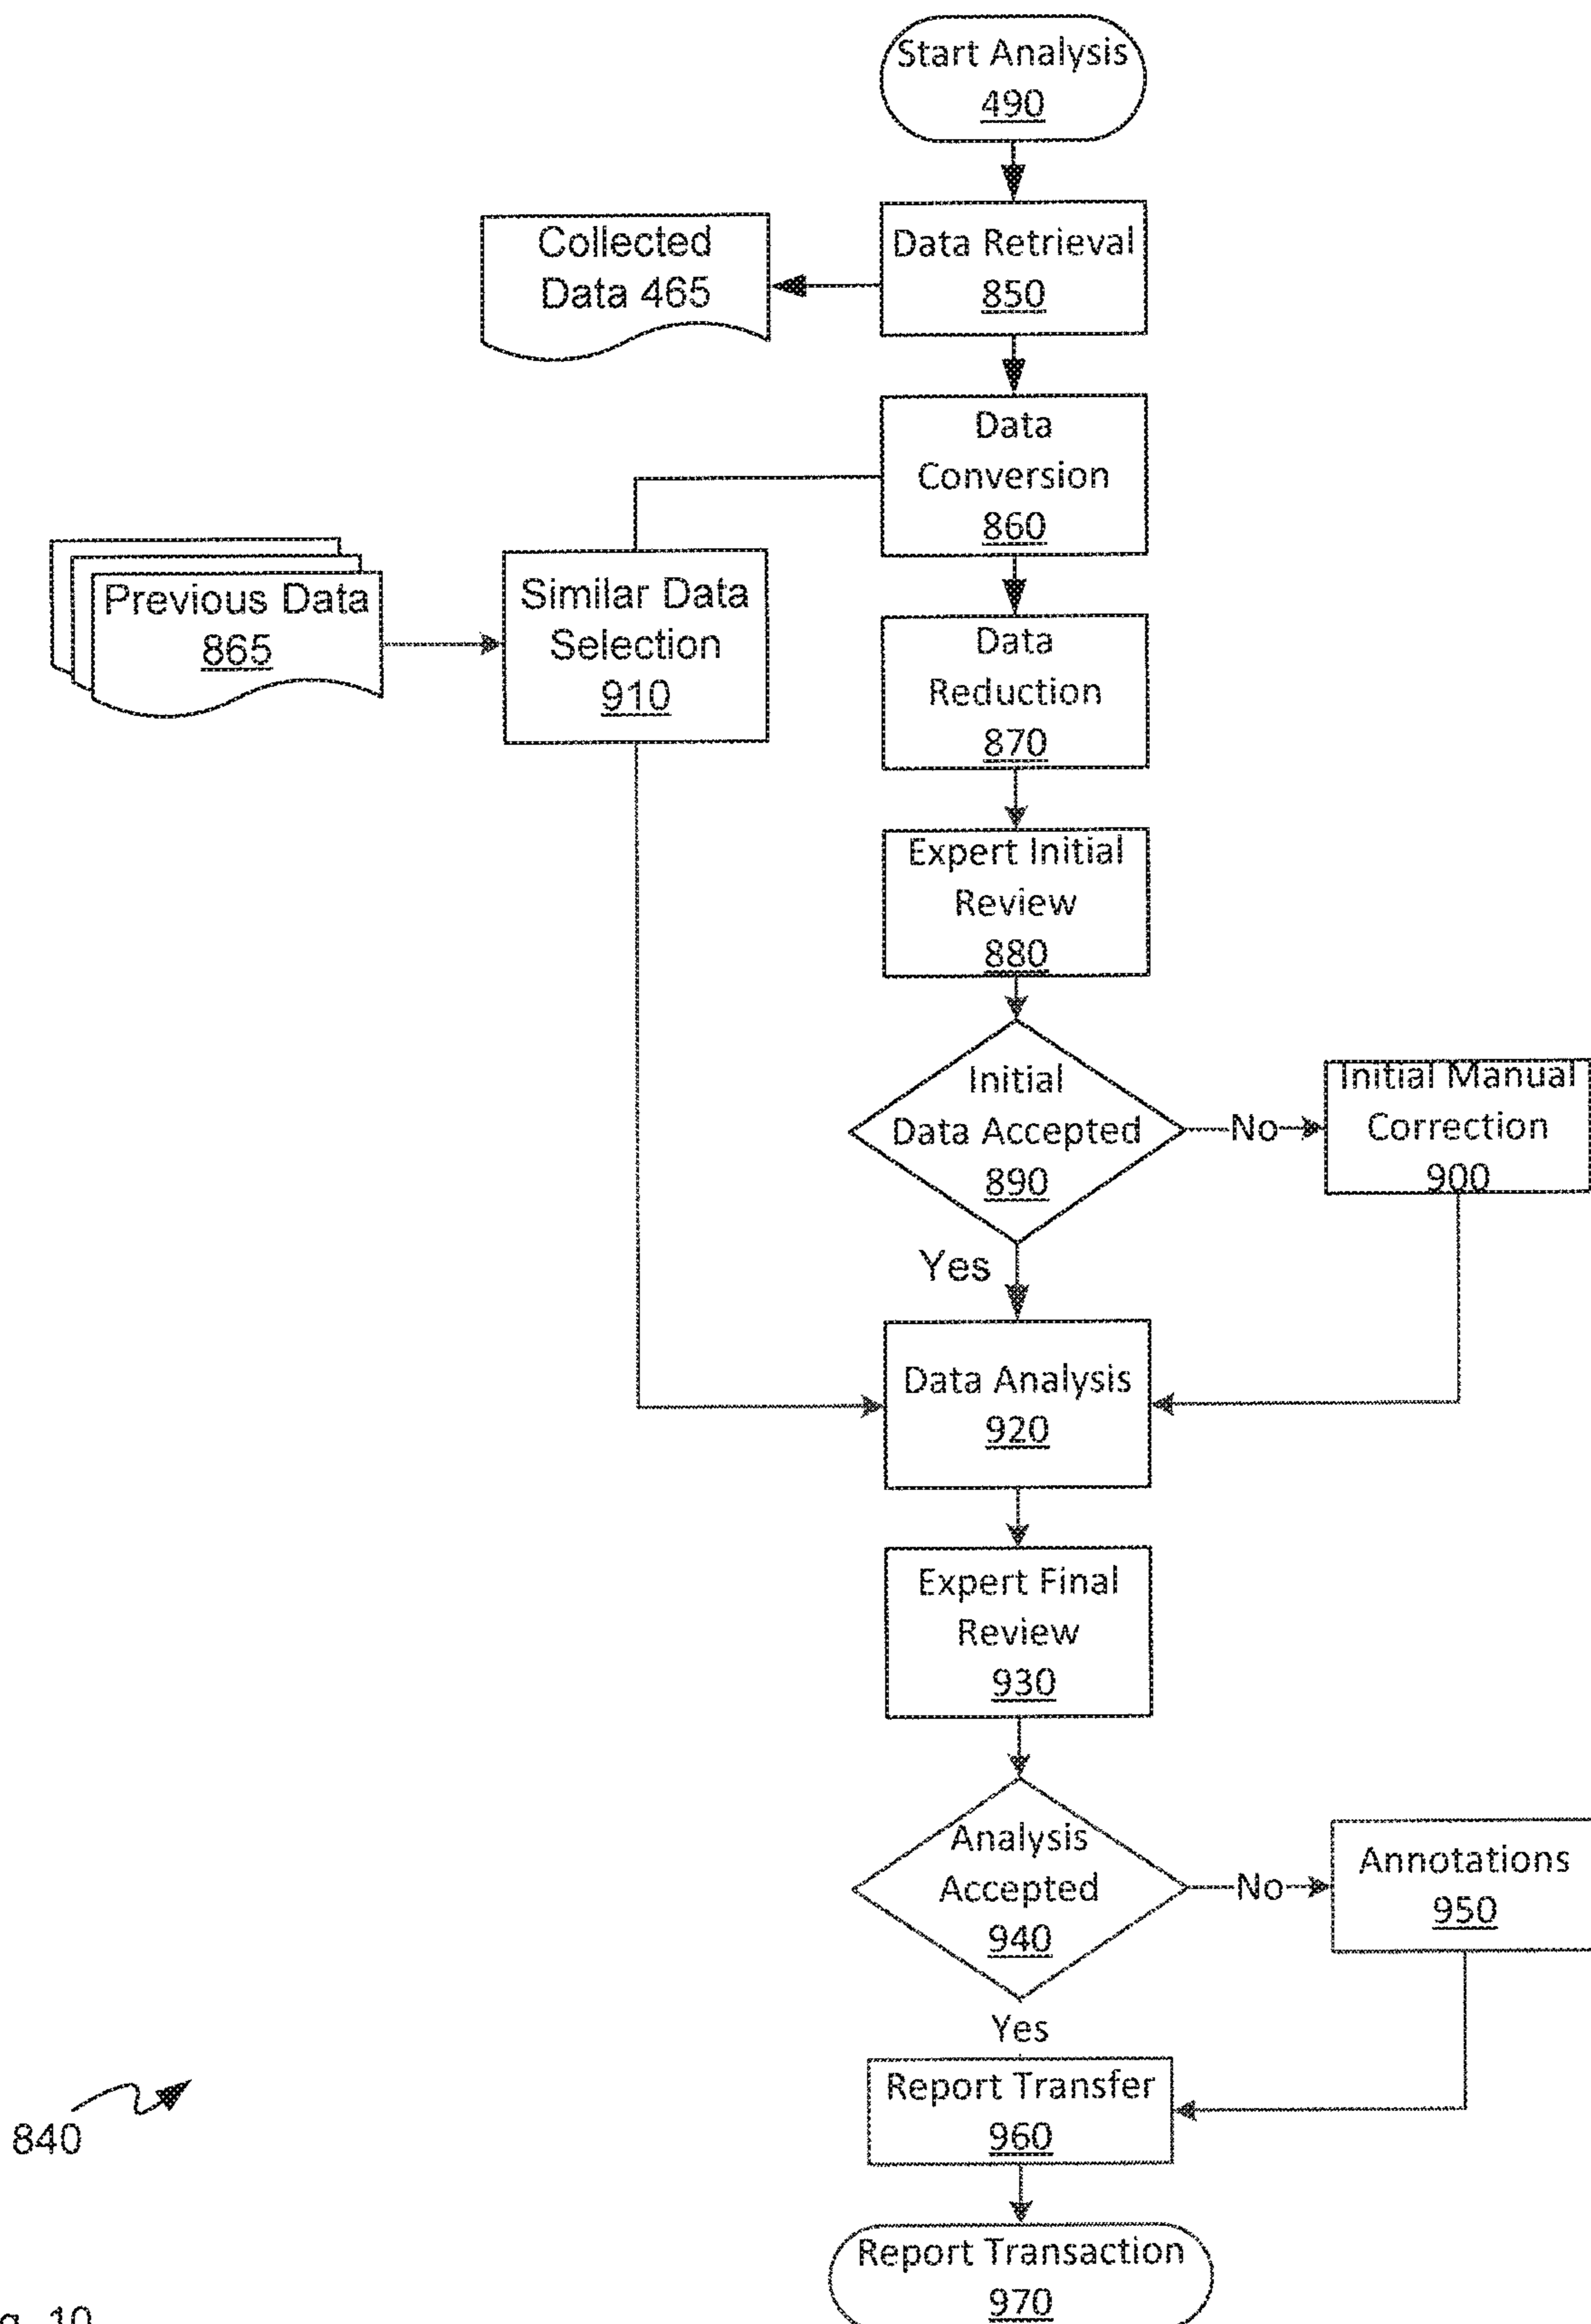 Start Analysis
490
Collected
Data 465
Data Retrieval
850
Data
Conversion
860
Previous Data
865
Similar Data
Selection
910
Data
Reduction
870
Expert Initial
Review
880
Initial
Data Accepted
890
No
Initial Manual
Correction
900
Yes
Data Analysis
920
Expert Final
Review
930
Analysis
Accepted
940
No
Annotations
950
Yes
Report Transfer
960
840
Report Transaction
970
10